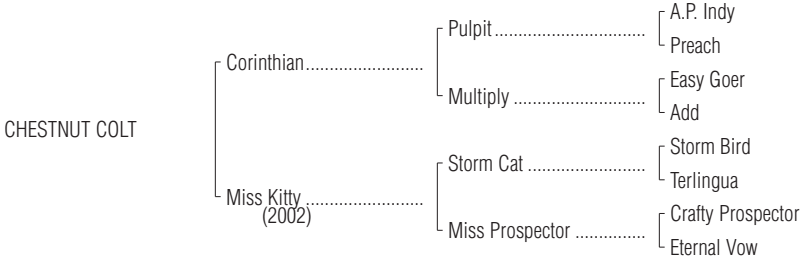 A.P. Indy
Pulpit..................................
Preach
Corinthian..........................
Easy Goer
Multiply ..............................
Add
CHESTNUT COLT
Storm Bird
Storm Cat ...........................
Terlingua
Miss Kitty ..........................
(2002)
Crafty Prospector
Miss Prospector ................
Eternal Vow